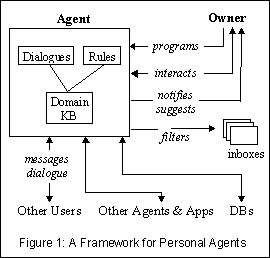 Agent
Owner
Dialogues
Rules
Domain
KB
programs
interacts
notifies
suggests
filters
inboxes
messages
dialogue
Other Users
Other Agents & Apps
DBs
Figure 1: A Framework for Personal Agents